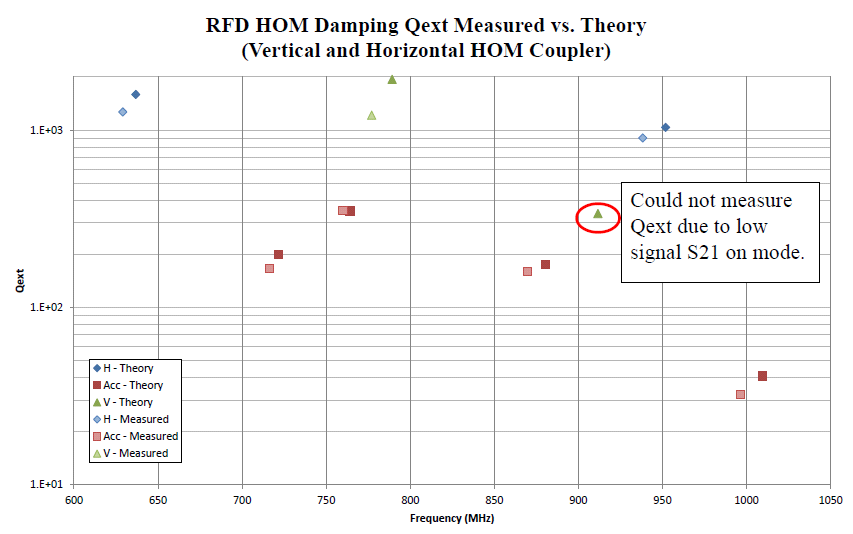 RFD HOM Damping Qext Measured vs. Theory
(Vertical and Horizontal HOM Coupler)
1.E+03
Could not measure
Qext due to low
signal S21 on mode.
Qext
1.E+02
H - Theory
Acc - Theory
V - Theory
H - Measured
Acc - Measured
V - Measured
1.E+01
600 650 700 750 800 850 900 950 1000 1050
Frequency (MHz)